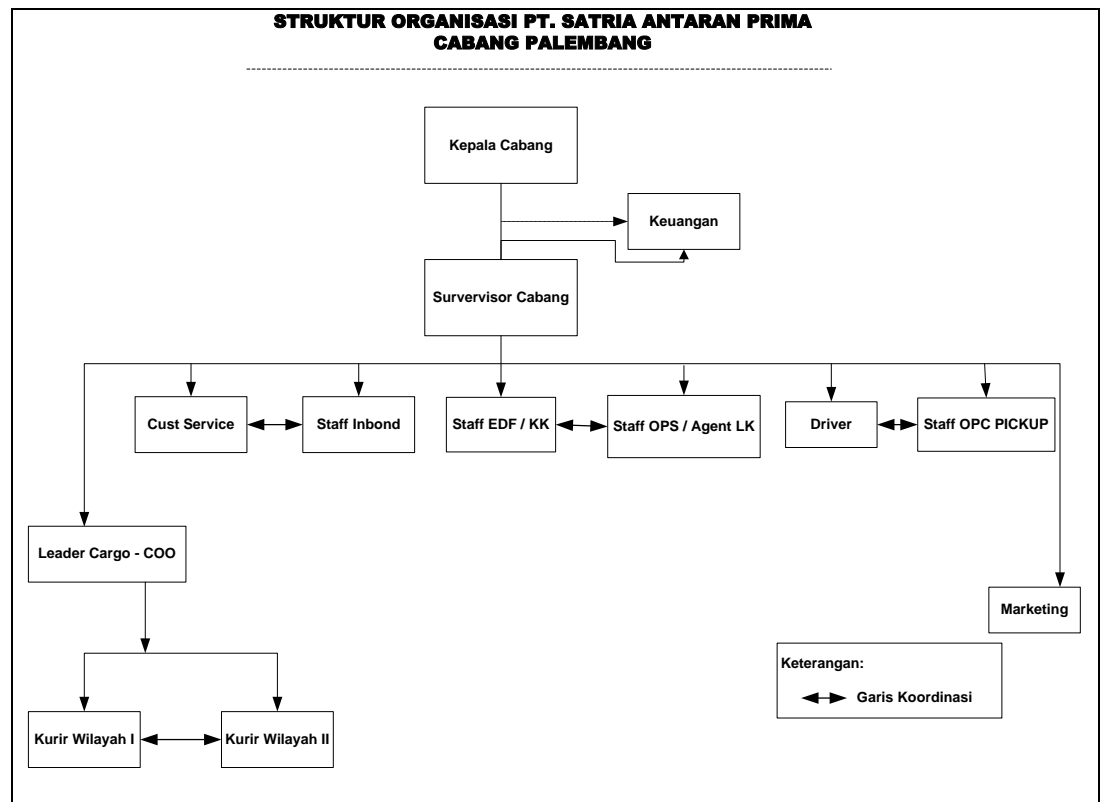 STRUKTUR ORGANISASI PT. SATRIA ANTARAN PRIMA
CABANG PALEMBANG
Kepala Cabang
Keuangan
Survervisor Cabang
Cust Service
Staff Inbond
Staff EDF / KK
Staff OPS / Agent LK
Driver
Staff OPC PICKUP
Leader Cargo - COO
Marketing
Keterangan:
Garis Koordinasi
Kurir Wilayah I
Kurir Wilayah II